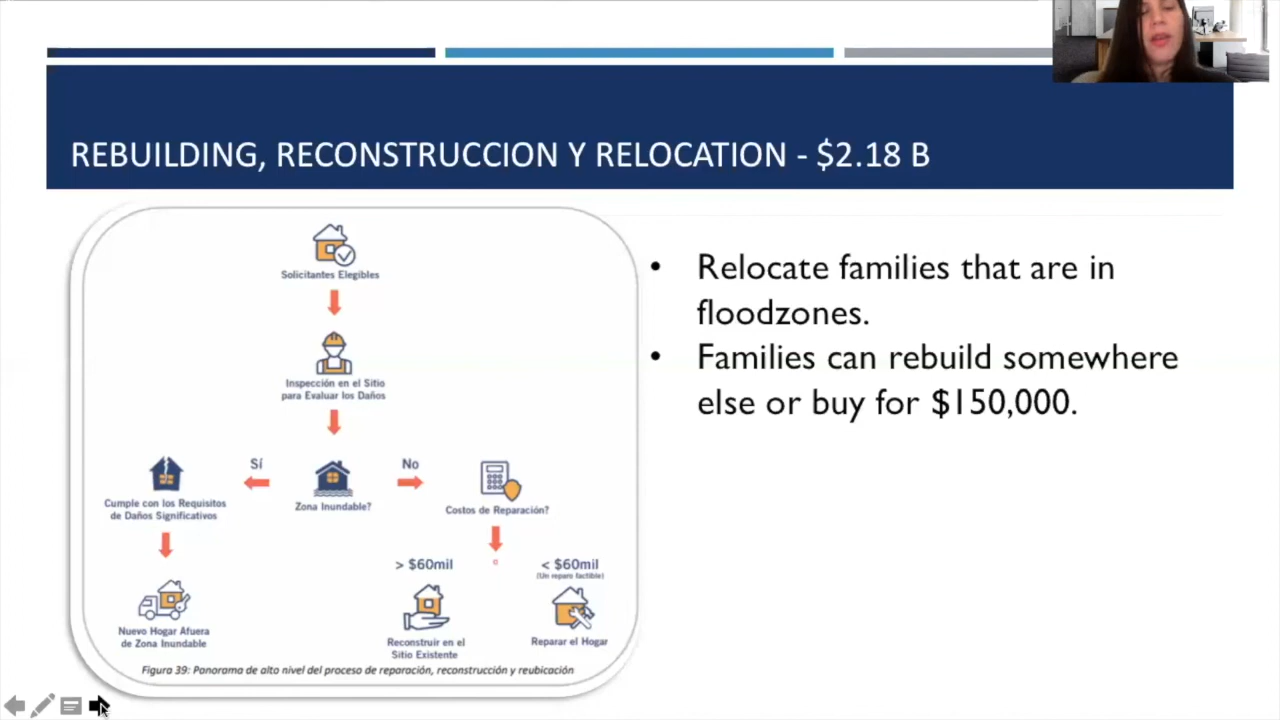 REBUILDING, RECONSTRUCCION Y RELOCATION - $2.18 B
Solicitantes Elegibles
Inspección en el Sitio
para Evaluar los Daños
Sí
No
Zona Inundable?
Cumple con los Requisitos
de Daños Significativos
Costos de Reparación?
> $60mil
< $60mil
(Un reparo factible)
Nuevo Hogar Afuera
de Zona Inundable
Reconstruir en el
Sitio Existente
Reparar el Hogar
Figura 39: Panorama de alto nivel del proceso de reparación, reconstrucción y reubicación
• Relocate families that are in
floodzones.
• Families can rebuild somewhere
else or buy for $150,000.